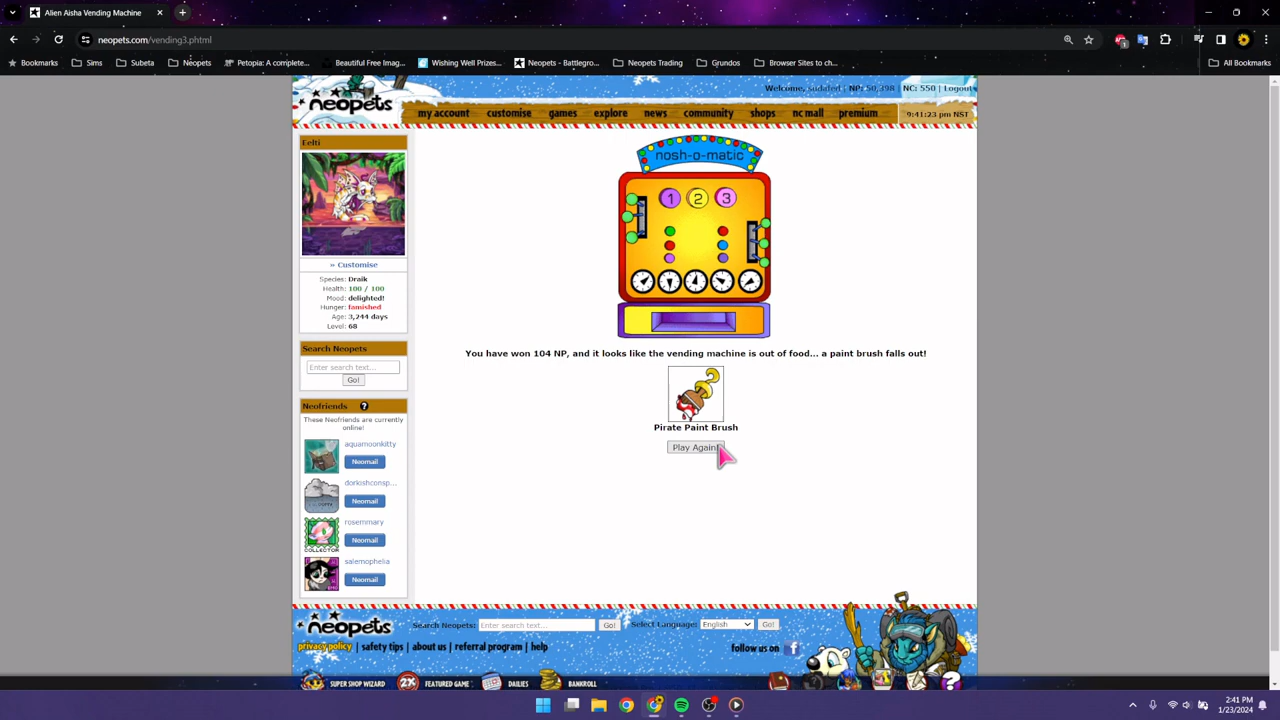 Alien Aisha Vending Machine
neopets.com/vending3.phtml
Bookmarks
Sims
Subeta
Neopets
Petopia: A complete...
Beautiful Free Imag...
Wishing Well Prizes...
Neopets - Battlegro...
Neopets Trading
Grundos
Browser Sites to ch...
All Bookmarks
neopets
Welcome, sudated | NP: 50,398 | NC: 550 | Logout
my account
customise
games
explore
news
community
shops
nc mall
premium
9:41:23 pm NST
Eelti
» Customise
Species: Draik
Health: 100 / 100
Mood: delighted!
Hunger: famished
Age: 3,244 days
Level: 68
Search Neopets
Enter search text...
Go!
Neofriends ?
These Neofriends are currently
online!
aquamoonkitty
Neomail
dorkishconsp...
Neomail
rosemmary
Neomail
COLLECTOR
salemophelia
Neomail
nosh-o-matic
1 2 3
You have won 104 NP, and it looks like the vending machine is out of food... a paint brush falls out!
Pirate Paint Brush
Play Again!
neopets
Search Neopets: Enter search text... Go!
Select Language: English Go!
privacy policy | safety tips | about us | referral program | help
follow us on f
SUPER SHOP WIZARD
2X FEATURED GAME
DAILIES
BANKROLL
?
2:41 PM
1/23/2024